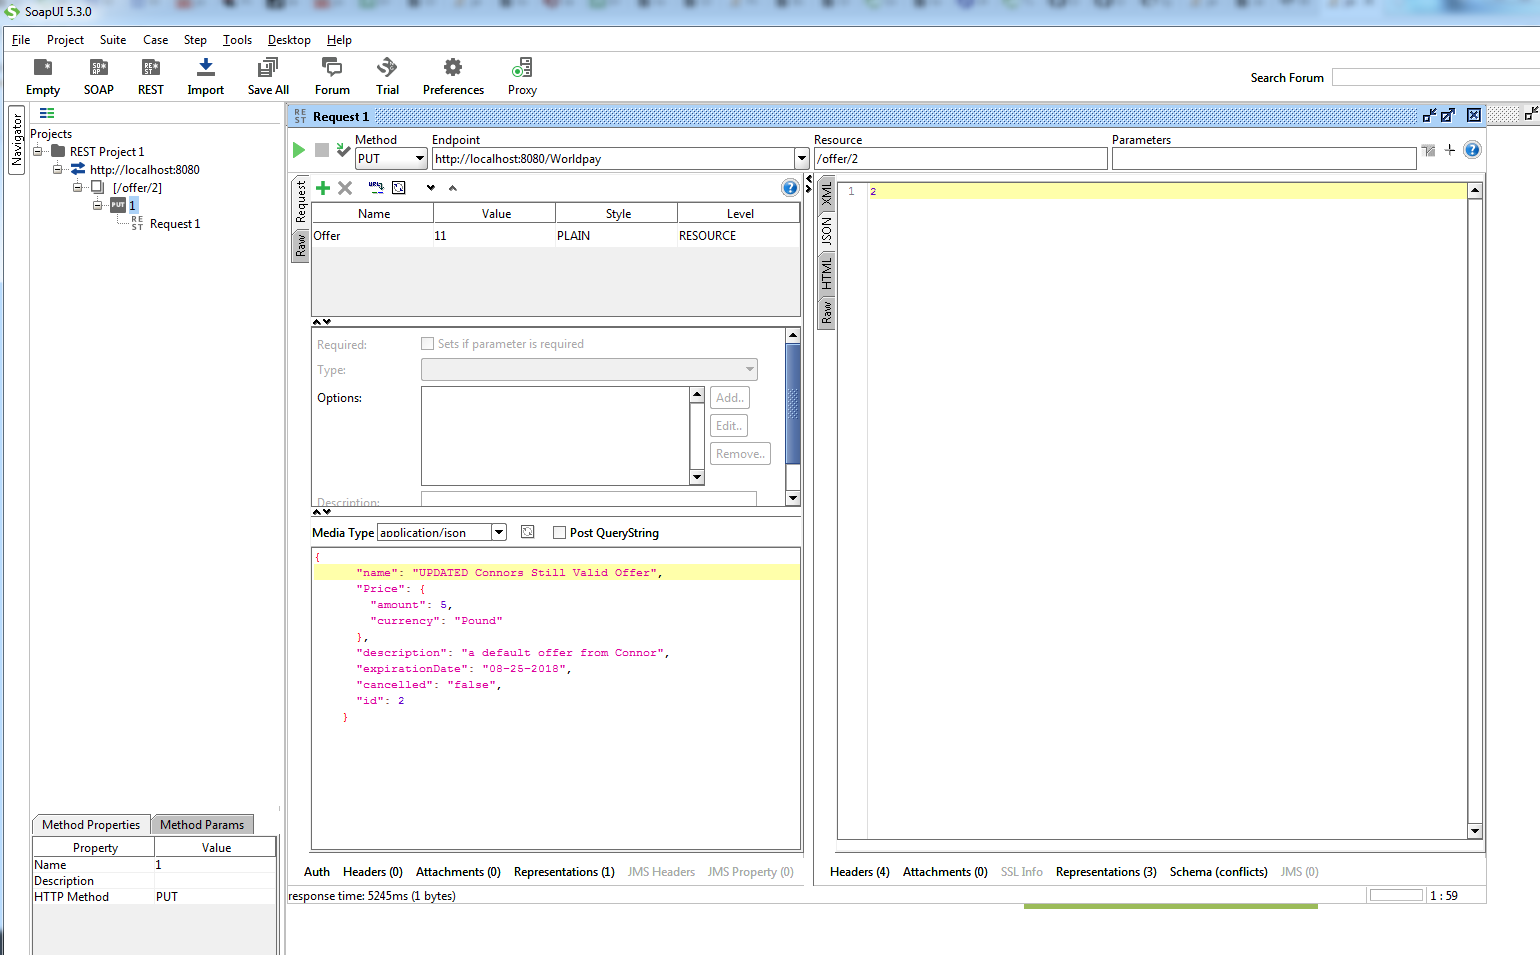 SoapUI 5.3.0
File Project Suite Case Step Tools Desktop Help
Empty SOAP REST Import Save All Forum Trial Preferences Proxy
Search Forum
Navigator
Projects
REST Project 1
http://localhost:8080
[/offer/2]
PUT 1
REST Request 1
Method Properties Method Params
Property Value
Name 1
Description
HTTP Method PUT
REST Request 1
Method Endpoint Resource Parameters
PUT http://localhost:8080/Worldpay /offer/2
Request
Raw
Name Value Style Level
Offer 11 PLAIN RESOURCE
Required: Sets if parameter is required
Type:
Options:
Add..
Edit..
Remove..
Description:
Media Type application/json Post QueryString
{
"name": "UPDATED Connors Still Valid Offer",
"Price": {
"amount": 5,
"currency": "Pound"
},
"description": "a default offer from Connor",
"expirationDate": "08-25-2018",
"cancelled": "false",
"id": 2
}
Auth Headers (0) Attachments (0) Representations (1) JMS Headers JMS Property (0)
response time: 5245ms (1 bytes)
XML
JSON
HTML
Raw
1 2
Headers (4) Attachments (0) SSL Info Representations (3) Schema (conflicts) JMS (0)
1 : 59